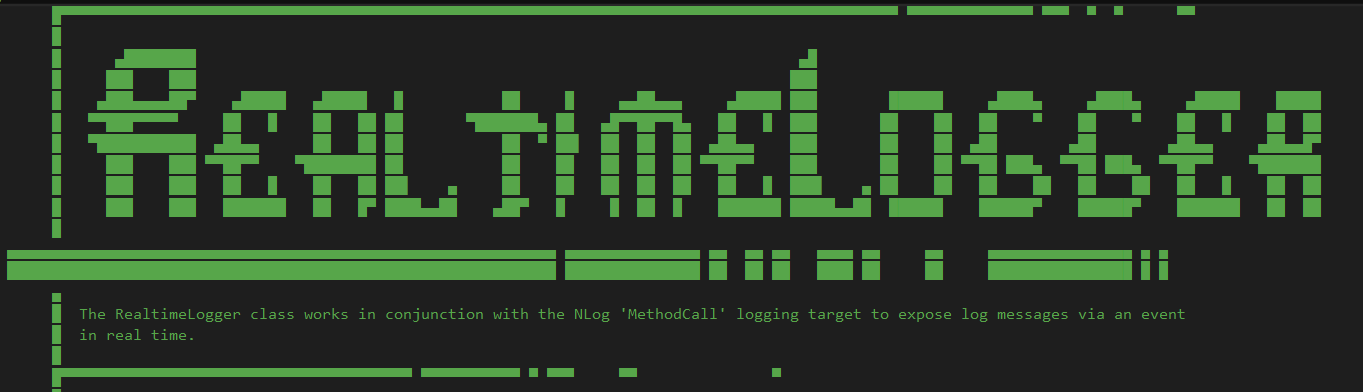 RealtimeLogger
The RealtimeLogger class works in conjunction with the NLog 'MethodCall' logging target to expose log messages via an event
in real time.